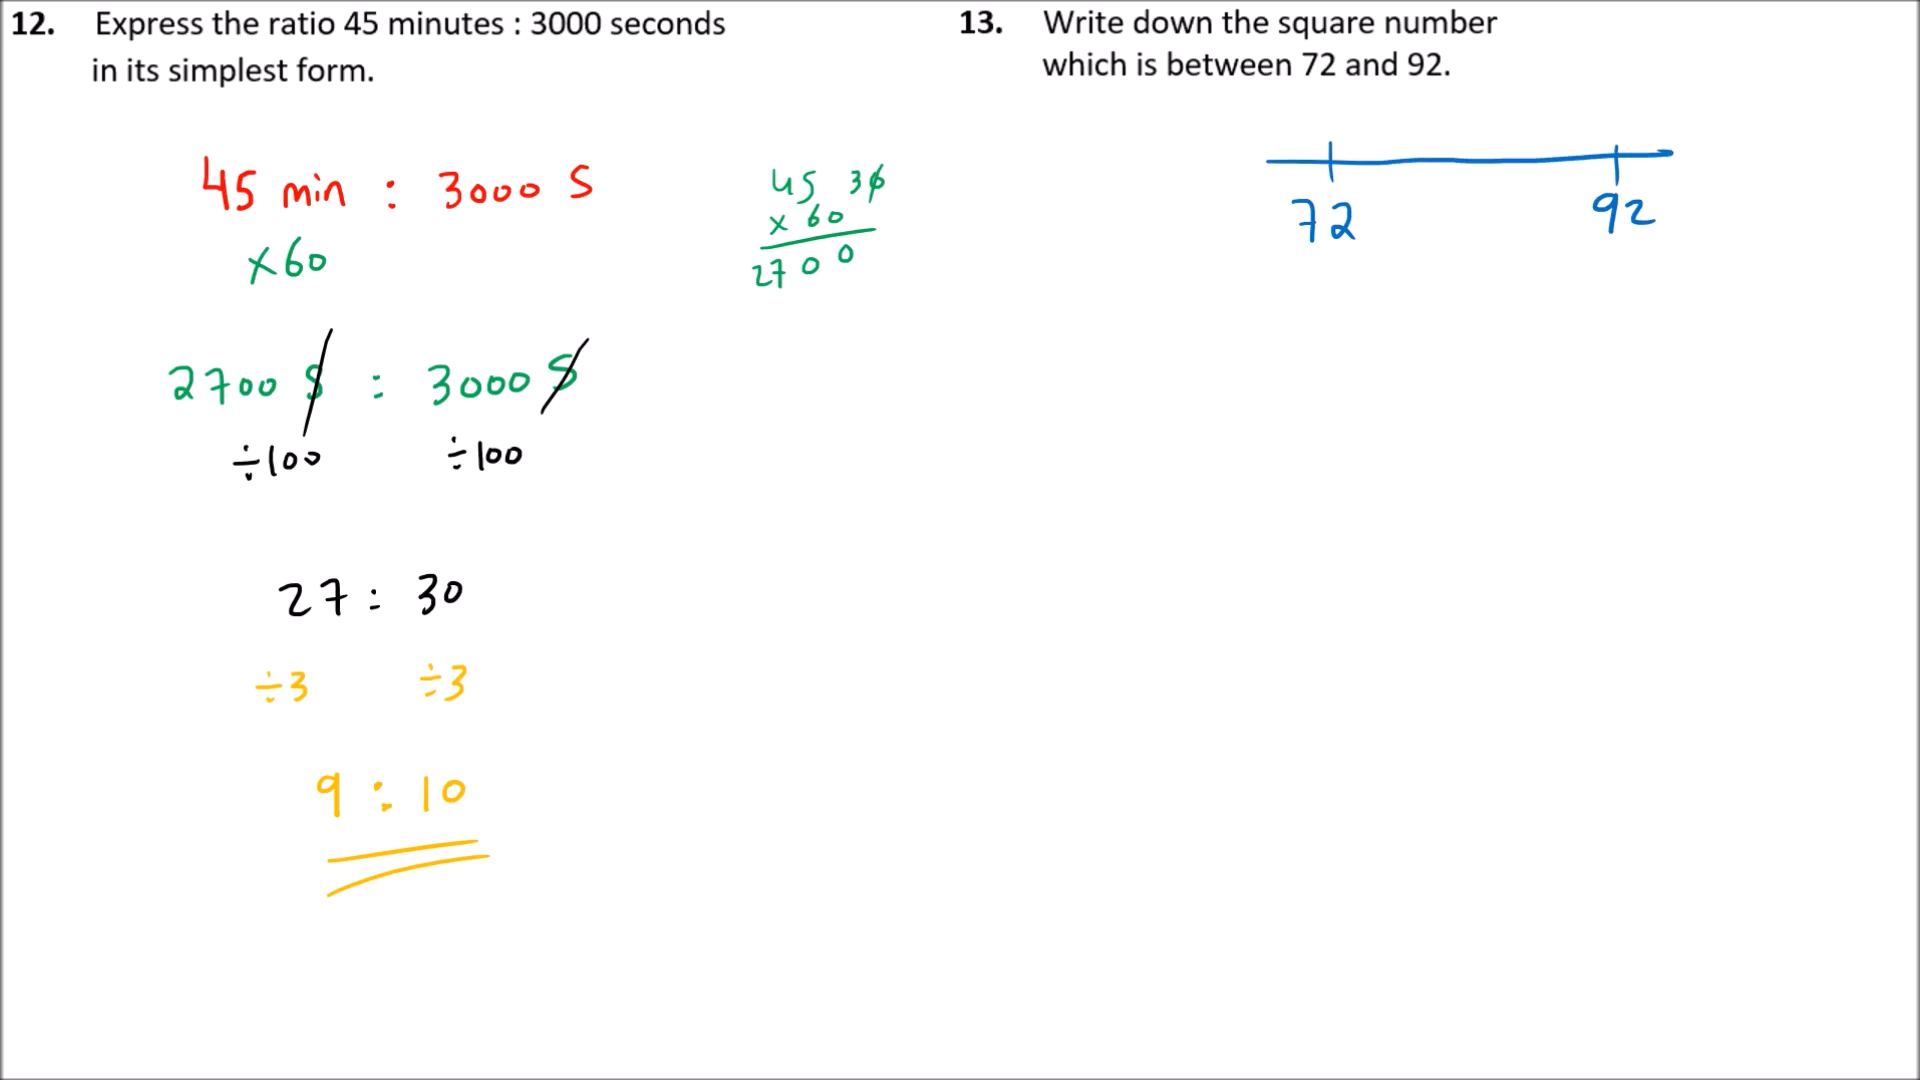 12. Express the ratio 45 minutes : 3000 seconds
in its simplest form.
45 min : 3000 S
×60
45 30
× 60
2700
2700 S : 3000 S
÷100 ÷100
27 : 30
÷3 ÷3
9 : 10
13. Write down the square number
which is between 72 and 92.
72 92